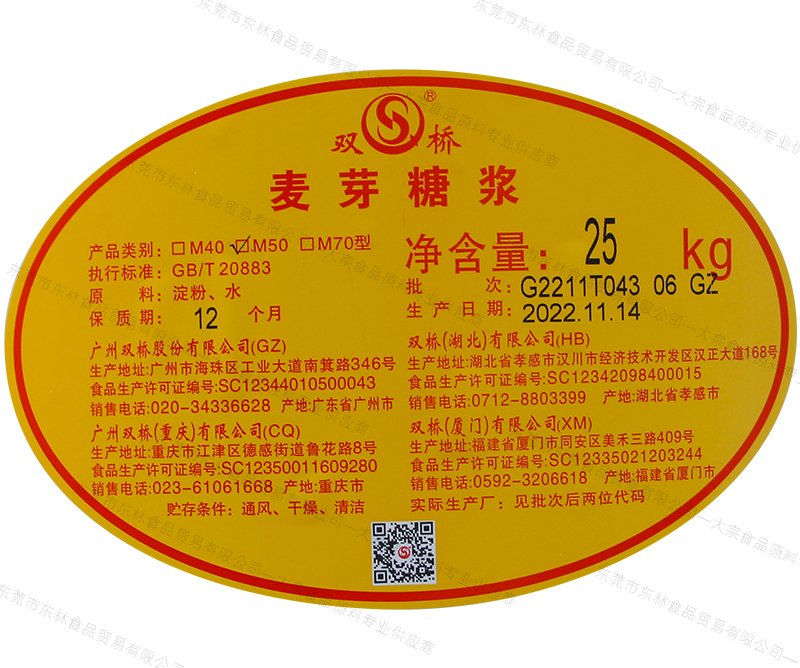 双 桥 ®
麦芽糖浆
产品类别: □M40 ☑M50 □M70型
执行标准: GB/T 20883
原 料: 淀粉、水
保 质 期: 12 个月
净含量: 25 kg
批 次: G2211T043 06 GZ
生 产 日 期: 2022.11.14
广州双桥股份有限公司(GZ)
生产地址:广州市海珠区工业大道南箕路346号
食品生产许可证编号:SC12344010500043
销售电话:020-34336628 产地:广东省广州市
广州双桥(重庆)有限公司(CQ)
生产地址:重庆市江津区德感街道鲁花路8号
食品生产许可证编号:SC12350011609280
销售电话:023-61061668 产地:重庆市
双桥(湖北)有限公司(HB)
生产地址:湖北省孝感市汉川市经济技术开发区汉正大道168号
食品生产许可证编号:SC12342098400015
销售电话:0712-8803399 产地:湖北省孝感市
双桥(厦门)有限公司(XM)
生产地址:福建省厦门市同安区美禾三路409号
食品生产许可证编号:SC12335021203244
销售电话:0592-3206618 产地:福建省厦门市
贮存条件: 通风、干燥、清洁
实际生产厂: 见批次后两位代码
东莞市东林食品贸易有限公司—大宗食品原料专业供应商